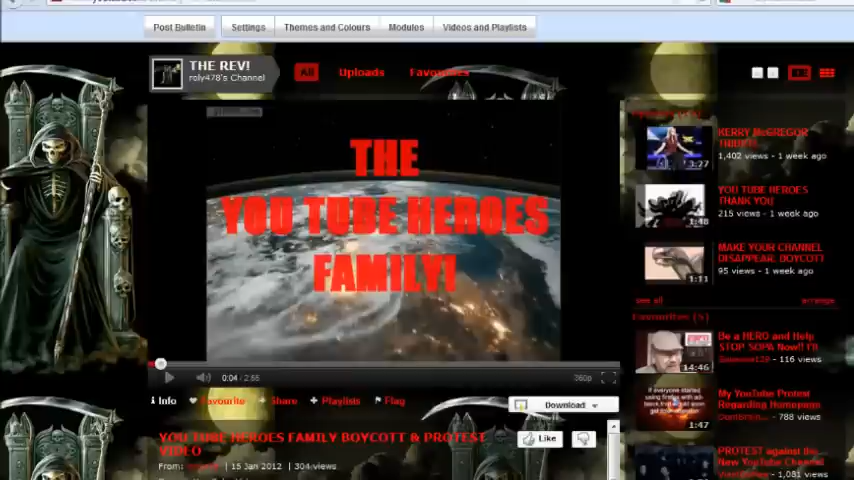 Post Bulletin
Settings
Themes and Colours
Modules
Videos and Playlists
THE REV!
roly478's Channel
All
Uploads
Favourites
THE
YOU TUBE HEROES
FAMILY!
0:04 / 2:55
360p
Info
Favourite
Share
Playlists
Flag
Download
YOU TUBE HEROES FAMILY BOYCOTT & PROTEST
VIDEO
From:
15 Jan 2012
304 views
Like
KERRY McGREGOR
3:27
1,402 views - 1 week ago
YOU TUBE HEROES
THANK YOU
1:48
215 views - 1 week ago
MAKE YOUR CHANNEL
DISAPPEAR. BOYCOTT
1:11
95 views - 1 week ago
see all
arrange
Favourites (5)
Be a HERO and Help
STOP SOPA Now!! I'll
14:46
116 views
My YouTube Protest
Regarding Homepage
1:47
788 views
PROTEST against the
New YouTube Channel
1,081 views